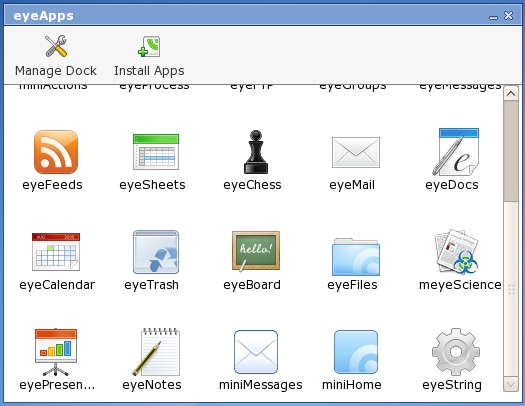 eyeApps
Manage Dock Install Apps
miniActions eyeProcess eyeFTP eyeGroups eyeMessages
eyeFeeds eyeSheets eyeChess eyeMail eyeDocs
hello!
eyeCalendar eyeTrash eyeBoard eyeFiles meyeScience
eyePresen... eyeNotes miniMessages miniHome eyeString